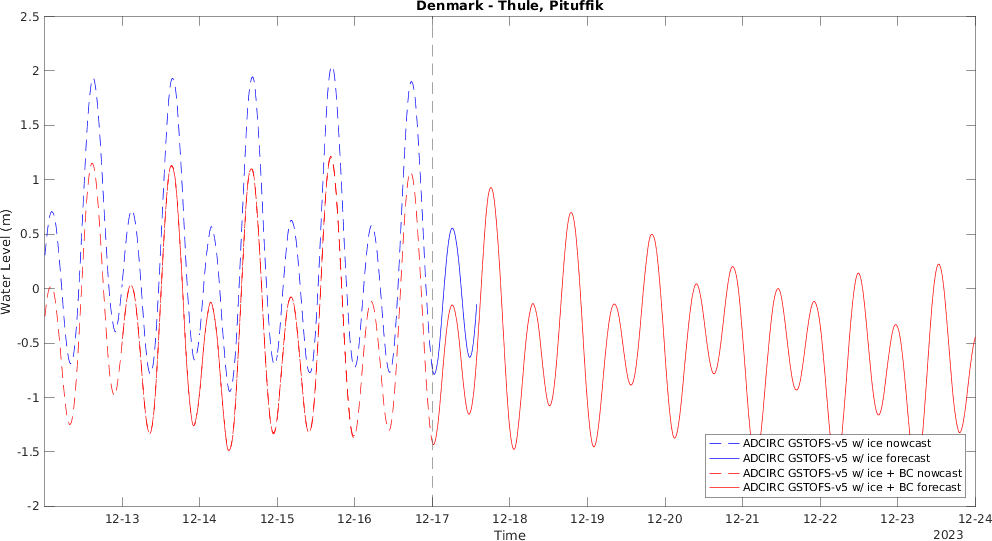 Denmark - Thule, Pituffik
2.5
2
1.5
1
0.5
0
-0.5
-1
-1.5
-2
Water Level (m)
ADCIRC GSTOFS-v5 w/ ice nowcast
ADCIRC GSTOFS-v5 w/ ice forecast
ADCIRC GSTOFS-v5 w/ ice + BC nowcast
ADCIRC GSTOFS-v5 w/ ice + BC forecast
12-13 12-14 12-15 12-16 12-17 12-18 12-19 12-20 12-21 12-22 12-23 12-24
Time
2023